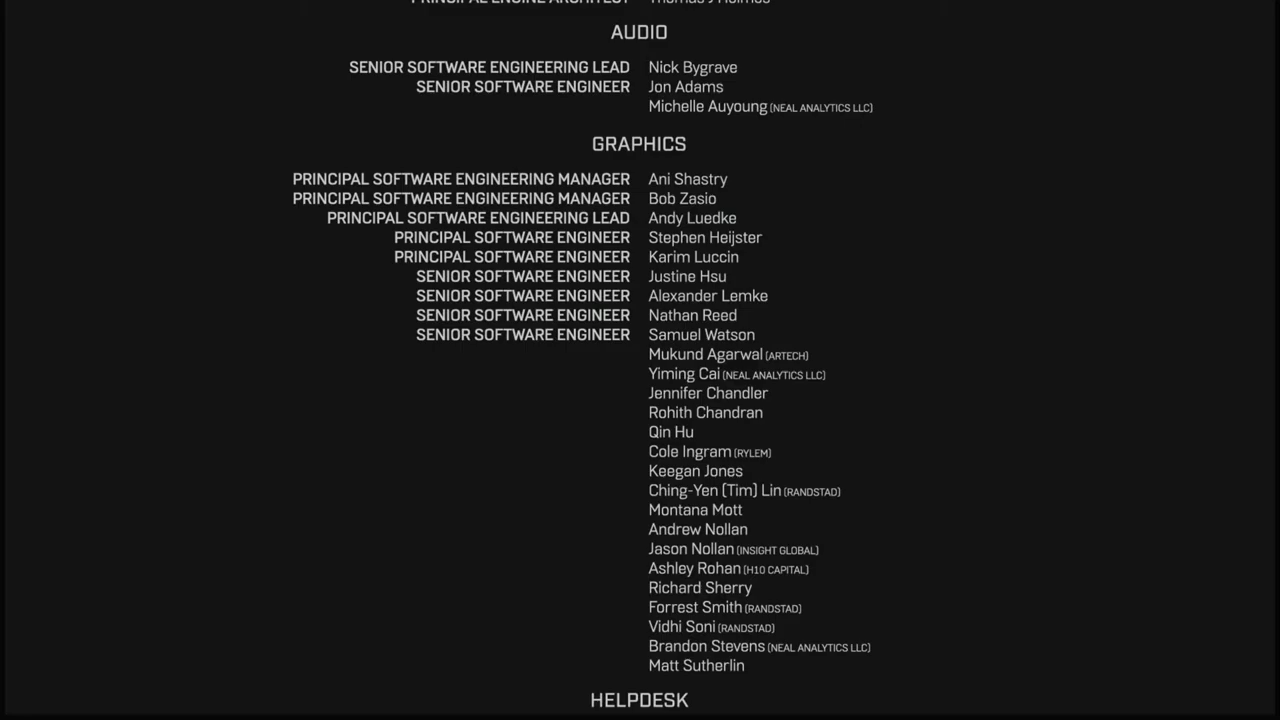 PRINCIPAL ENGINE ARCHITECT Thomas J Holmes
AUDIO
SENIOR SOFTWARE ENGINEERING LEAD Nick Bygrave
SENIOR SOFTWARE ENGINEER Jon Adams
Michelle Auyoung (NEAL ANALYTICS LLC)
GRAPHICS
PRINCIPAL SOFTWARE ENGINEERING MANAGER Ani Shastry
PRINCIPAL SOFTWARE ENGINEERING MANAGER Bob Zasio
PRINCIPAL SOFTWARE ENGINEERING LEAD Andy Luedke
PRINCIPAL SOFTWARE ENGINEER Stephen Heijster
PRINCIPAL SOFTWARE ENGINEER Karim Luccin
SENIOR SOFTWARE ENGINEER Justine Hsu
SENIOR SOFTWARE ENGINEER Alexander Lemke
SENIOR SOFTWARE ENGINEER Nathan Reed
SENIOR SOFTWARE ENGINEER Samuel Watson
Mukund Agarwal (ARTECH)
Yiming Cai (NEAL ANALYTICS LLC)
Jennifer Chandler
Rohith Chandran
Qin Hu
Cole Ingram (RYLEM)
Keegan Jones
Ching-Yen (Tim) Lin (RANDSTAD)
Montana Mott
Andrew Nollan
Jason Nollan (INSIGHT GLOBAL)
Ashley Rohan (H10 CAPITAL)
Richard Sherry
Forrest Smith (RANDSTAD)
Vidhi Soni (RANDSTAD)
Brandon Stevens (NEAL ANALYTICS LLC)
Matt Sutherlin
HELPDESK